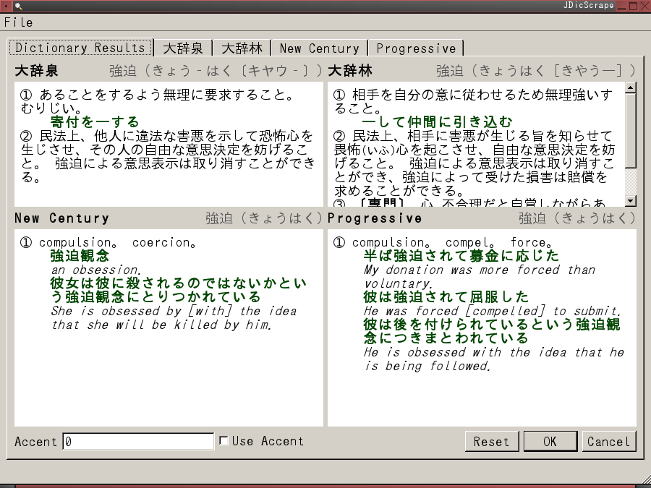 JDicScrape
File
Dictionary Results
大辞泉
大辞林
New Century
Progressive
大辞泉
強迫（きょう‐はく〔キヤウ‐〕）
① あることをするよう無理に要求すること。
むりじい。
寄付を―する
② 民法上、他人に違法な害悪を示して恐怖心を
生じさせ、その人の自由な意思決定を妨げるこ
と。 強迫による意思表示は取り消すことができ
る。
大辞林
強迫（きょうはく［きやう―］）
① 相手を自分の意に従わせるため無理強いす
ること。
―して仲間に引き込む
② 民法上、相手に害悪が生じる旨を知らせて
畏怖(いふ)心を起こさせ、自由な意思決定を妨
げること。 強迫による意思表示は取り消すこ
とができ、強迫によって受けた損害は賠償を
求めることができる。
③ 〔専門〕 心 不合理だと自覚しながらあ
New Century
強迫（きょうはく）
① compulsion。 coercion。
強迫観念
an obsession.
彼女は彼に殺されるのではないかとい
う強迫観念にとりつかれている
She is obsessed by [with] the idea
that she will be killed by him.
Progressive
強迫（きょうはく）
① compulsion。 compel。 force。
半ば強迫されて募金に応じた
My donation was more forced than
voluntary.
彼は強迫されて屈服した
He was forced [compelled] to submit.
彼は後を付けられているという強迫観
念につきまとわれている
He is obsessed with the idea that he
is being followed.
Accent
0
Use Accent
Reset
OK
Cancel